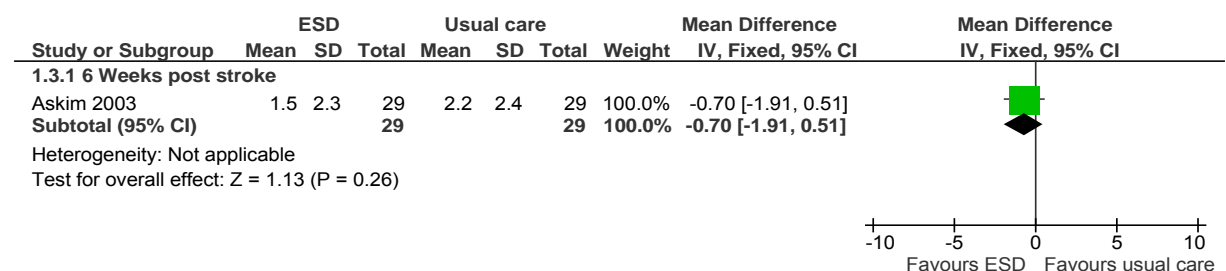 ESD Usual care Mean Difference Mean Difference
Study or Subgroup Mean SD Total Mean SD Total Weight IV, Fixed, 95% CI IV, Fixed, 95% CI
1.3.1 6 Weeks post stroke
Askim 2003 1.5 2.3 29 2.2 2.4 29 100.0% -0.70 [-1.91, 0.51]
Subtotal (95% CI) 29 29 100.0% -0.70 [-1.91, 0.51]
Heterogeneity: Not applicable
Test for overall effect: Z = 1.13 (P = 0.26)
-10 -5 0 5 10
Favours ESD Favours usual care